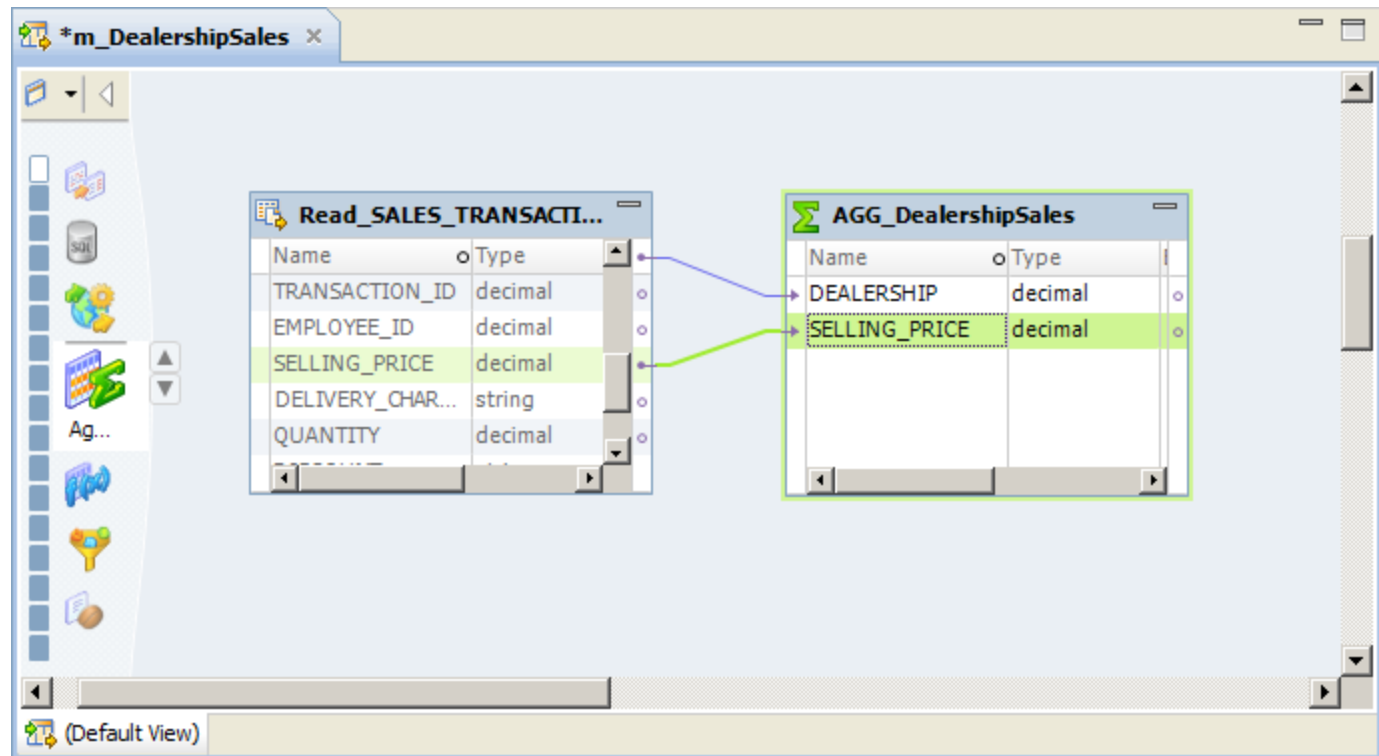 *m_DealershipSales
Read_SALES_TRANSACTI...
Name Type
TRANSACTION_ID decimal
EMPLOYEE_ID decimal
SELLING_PRICE decimal
DELIVERY_CHAR... string
QUANTITY decimal
AGG_DealershipSales
Name Type
DEALERSHIP decimal
SELLING_PRICE decimal
SQL
Ag...
f(x)
(Default View)